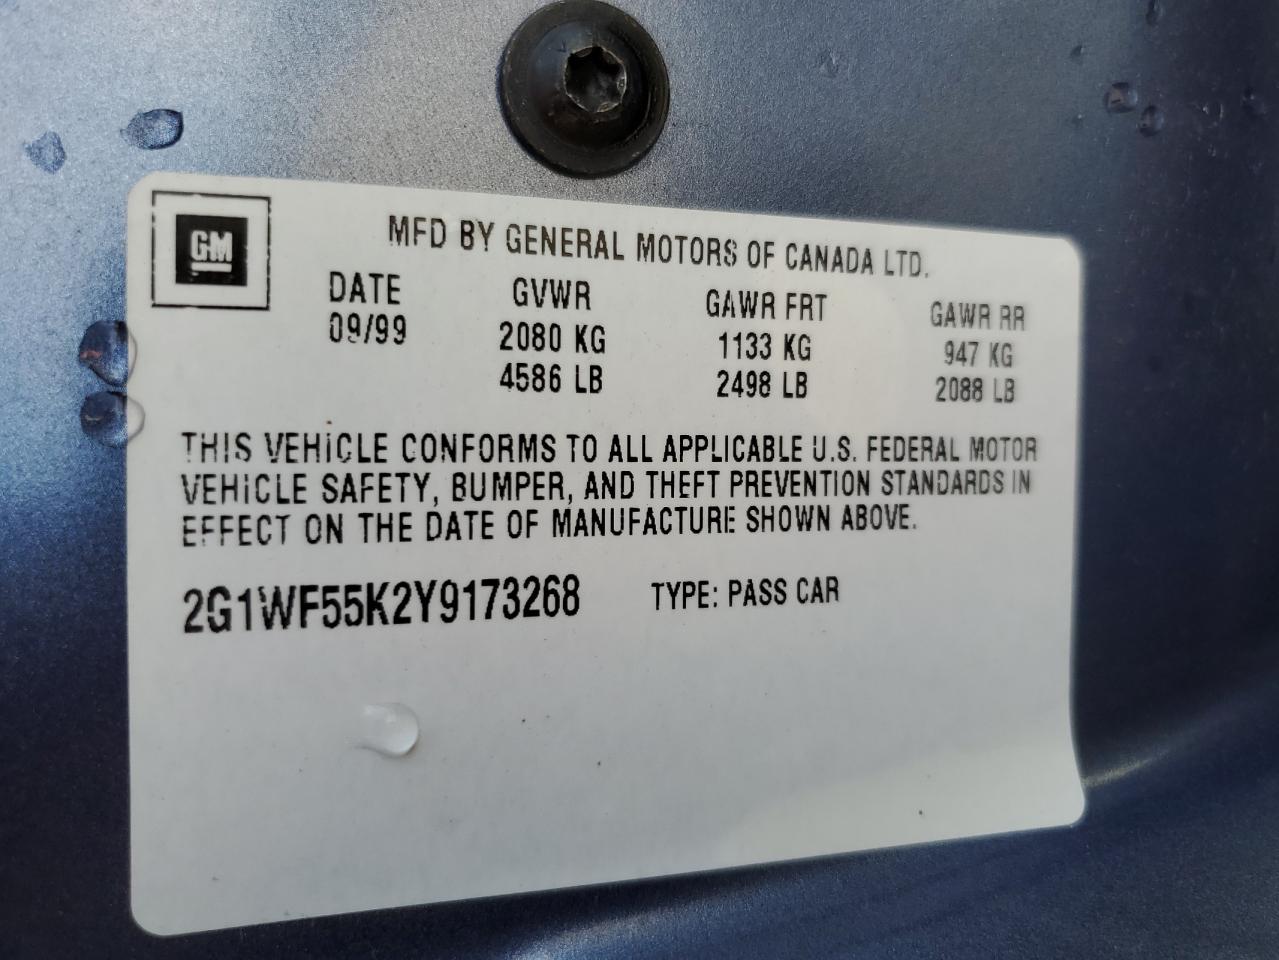 GM
MFD BY GENERAL MOTORS OF CANADA LTD.
DATE GVWR GAWR FRT GAWR RR
09/99 2080 KG 1133 KG 947 KG
4586 LB 2498 LB 2088 LB
THIS VEHICLE CONFORMS TO ALL APPLICABLE U.S. FEDERAL MOTOR
VEHICLE SAFETY, BUMPER, AND THEFT PREVENTION STANDARDS IN
EFFECT ON THE DATE OF MANUFACTURE SHOWN ABOVE.
2G1WF55K2Y9173268 TYPE: PASS CAR